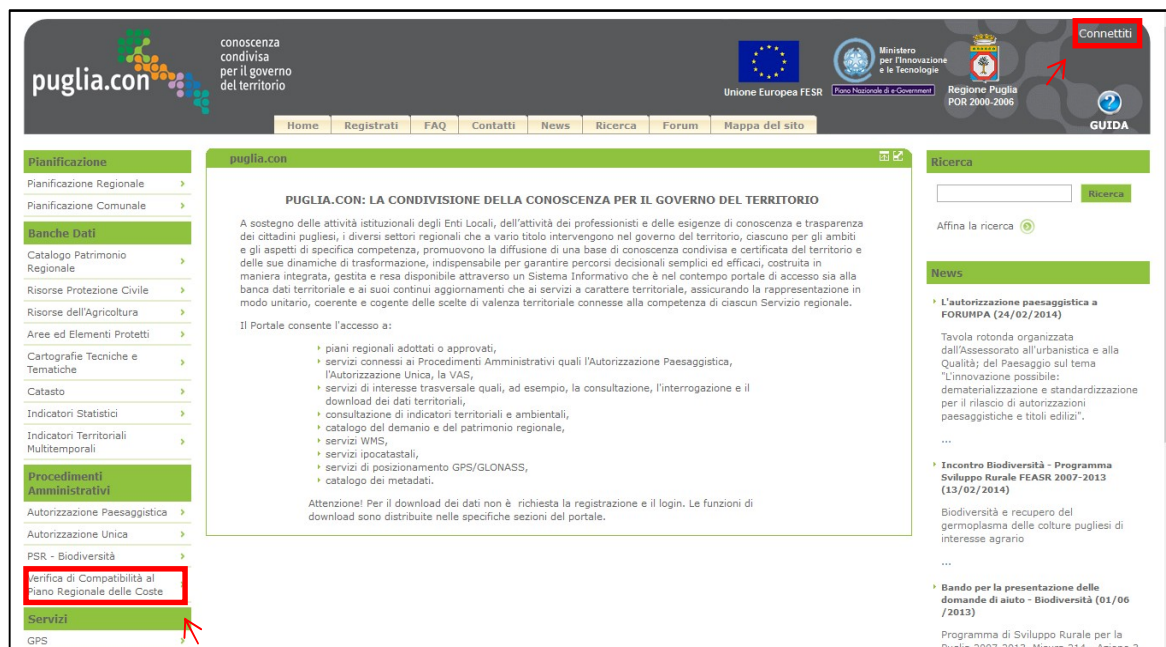 puglia.con
conoscenza
condivisa
per il governo
del territorio
Unione Europea FESR
Ministero
per l'Innovazione
e le Tecnologie
Piano Nazionale di e-Government
Regione Puglia
POR 2000-2006
Connettiti
GUIDA
Home
Registrati
FAQ
Contatti
News
Ricerca
Forum
Mappa del sito
Pianificazione
Pianificazione Regionale
Pianificazione Comunale
Banche Dati
Catalogo Patrimonio
Regionale
Risorse Protezione Civile
Risorse dell'Agricoltura
Aree ed Elementi Protetti
Cartografie Tecniche e
Tematiche
Catasto
Indicatori Statistici
Indicatori Territoriali
Multitemporali
Procedimenti
Amministrativi
Autorizzazione Paesaggistica
Autorizzazione Unica
PSR - Biodiversità
Verifica di Compatibilità al
Piano Regionale delle Coste
Servizi
GPS
puglia.con
PUGLIA.CON: LA CONDIVISIONE DELLA CONOSCENZA PER IL GOVERNO DEL TERRITORIO
A sostegno delle attività istituzionali degli Enti Locali, dell'attività dei professionisti e delle esigenze di conoscenza e trasparenza
dei cittadini pugliesi, i diversi settori regionali che a vario titolo intervengono nel governo del territorio, ciascuno per gli ambiti
e gli aspetti di specifica competenza, promuovono la diffusione di una base di conoscenza condivisa e certificata del territorio e
delle sue dinamiche di trasformazione, indispensabile per garantire percorsi decisionali semplici ed efficaci, costruita in
maniera integrata, gestita e resa disponibile attraverso un Sistema Informativo che è nel contempo portale di accesso sia alla
banca dati territoriale e ai suoi continui aggiornamenti che ai servizi a carattere territoriale, assicurando la rappresentazione in
modo unitario, coerente e cogente delle scelte di valenza territoriale connesse alla competenza di ciascun Servizio regionale.
Il Portale consente l'accesso a:
piani regionali adottati o approvati,
servizi connessi ai Procedimenti Amministrativi quali l'Autorizzazione Paesaggistica,
l'Autorizzazione Unica, la VAS,
servizi di interesse trasversale quali, ad esempio, la consultazione, l'interrogazione e il
download dei dati territoriali,
consultazione di indicatori territoriali e ambientali,
catalogo del demanio e del patrimonio regionale,
servizi WMS,
servizi ipocatastali,
servizi di posizionamento GPS/GLONASS,
catalogo dei metadati.
Attenzione! Per il download dei dati non è richiesta la registrazione e il login. Le funzioni di
download sono distribuite nelle specifiche sezioni del portale.
Ricerca
Ricerca
Affina la ricerca
News
L'autorizzazione paesaggistica a
FORUMPA (24/02/2014)
Tavola rotonda organizzata
dall'Assessorato all'urbanistica e alla
Qualità; del Paesaggio sul tema
"L'innovazione possibile:
dematerializzazione e standardizzazione
per il rilascio di autorizzazioni
paesaggistiche e titoli edilizi".
...
Incontro Biodiversità - Programma
Sviluppo Rurale FEASR 2007-2013
(13/02/2014)
Biodiversità e recupero del
germoplasma delle colture pugliesi di
interesse agrario
...
Bando per la presentazione delle
domande di aiuto - Biodiversità (01/06
/2013)
Programma di Sviluppo Rurale per la
Puglia 2007-2013. Misura 214 - Azione 3